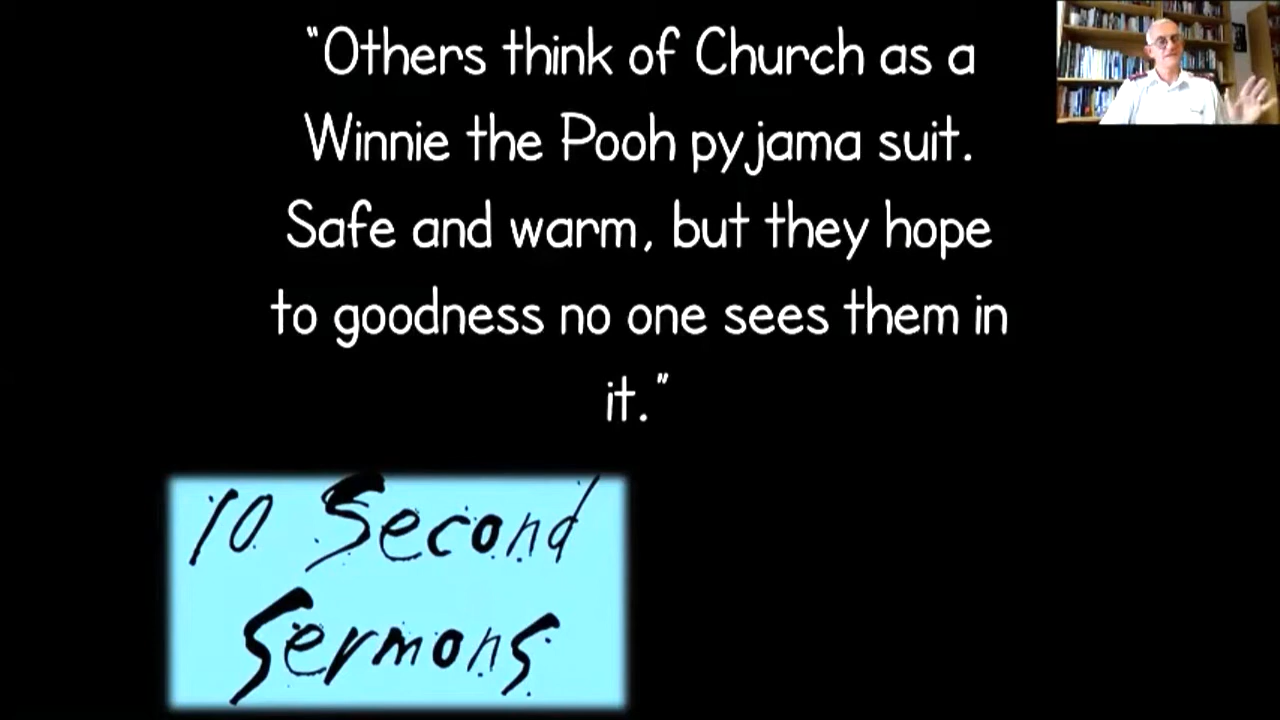 "Others think of Church as a
Winnie the Pooh pyjama suit.
Safe and warm, but they hope
to goodness no one sees them in
it."
10 Second
Sermons